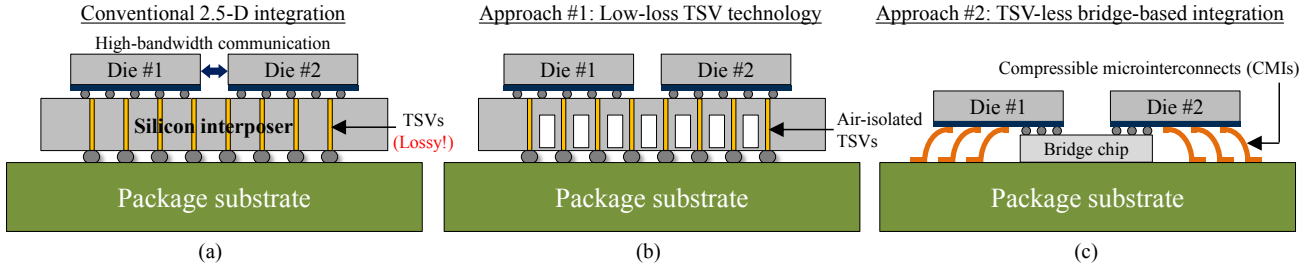 Conventional 2.5-D integration
High-bandwidth communication
Die #1
Die #2
Silicon interposer
TSVs
(Lossy!)
Package substrate
(a)
Approach #1: Low-loss TSV technology
Die #1
Die #2
Air-isolated
TSVs
Package substrate
(b)
Approach #2: TSV-less bridge-based integration
Compressible microinterconnects (CMIs)
Die #1
Die #2
Bridge chip
Package substrate
(c)